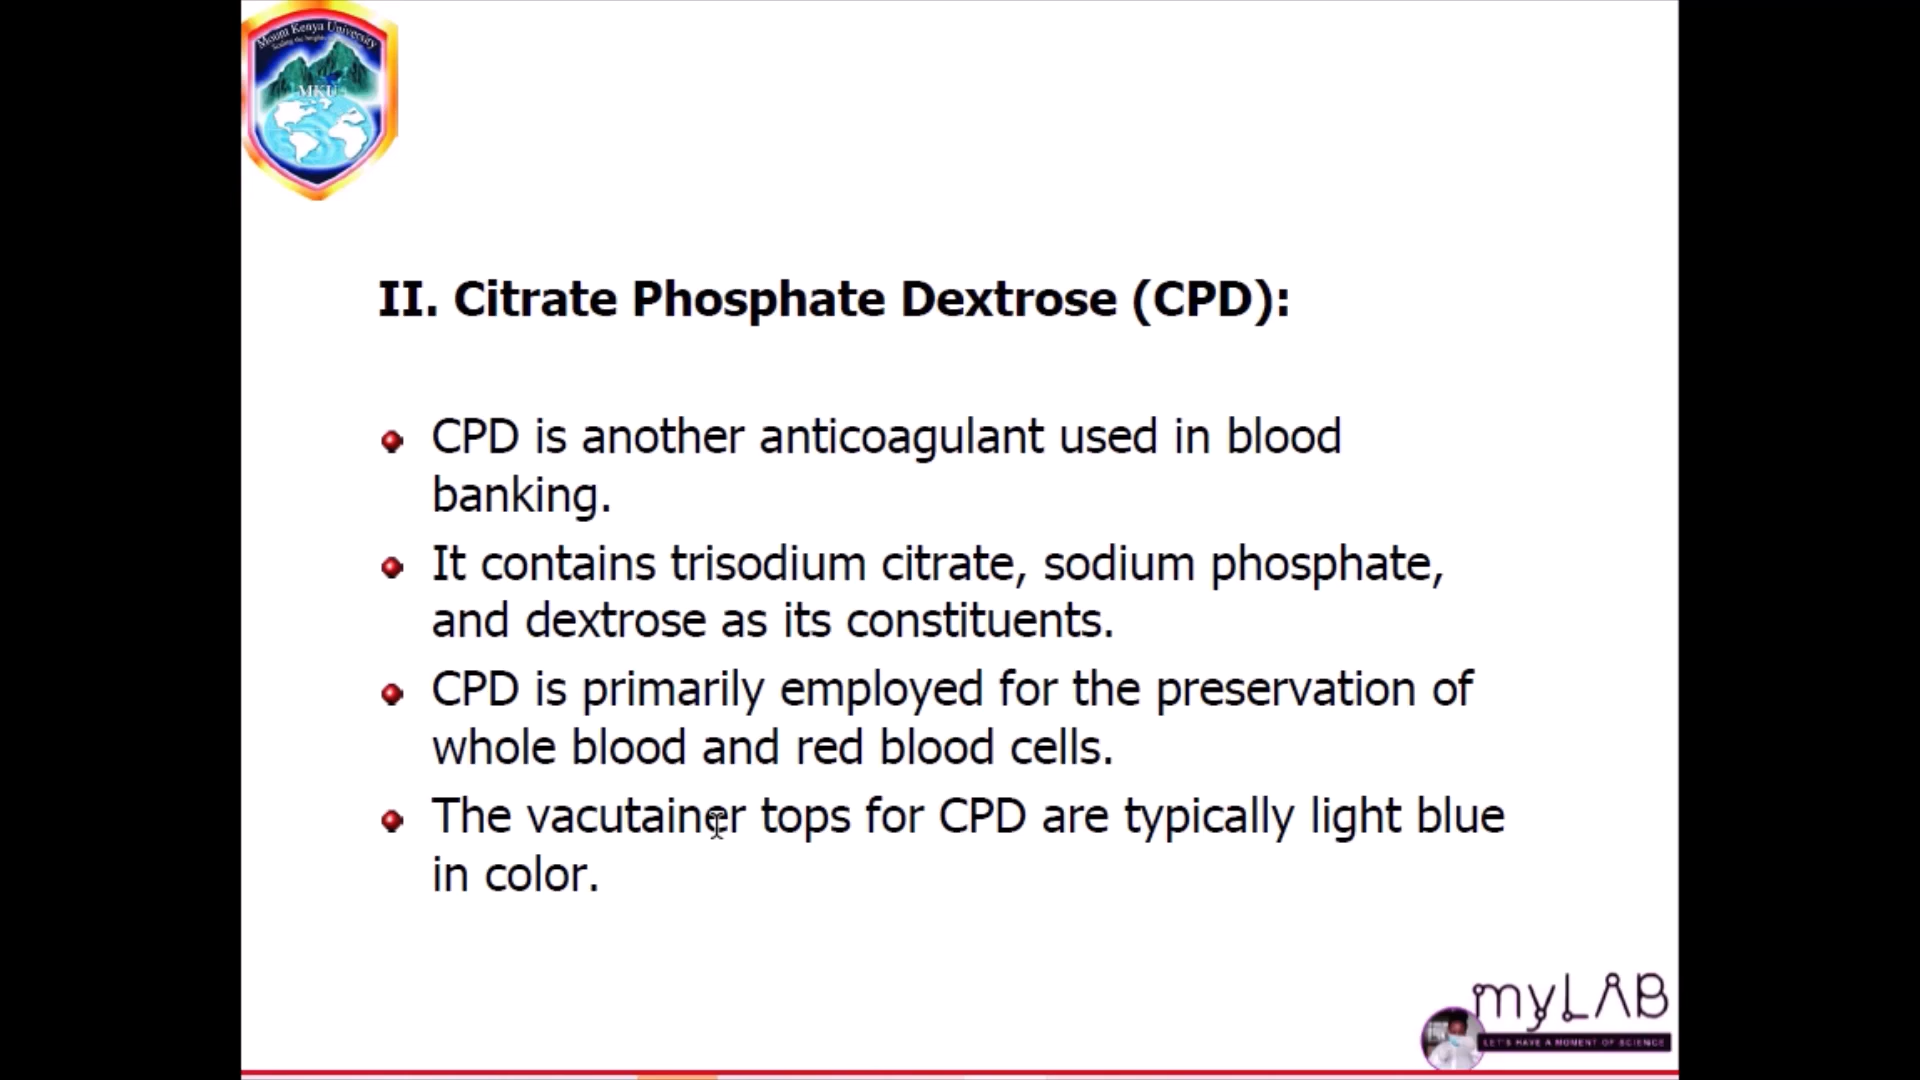 Mount Kenya University
MKU
II. Citrate Phosphate Dextrose (CPD):
CPD is another anticoagulant used in blood
banking.
It contains trisodium citrate, sodium phosphate,
and dextrose as its constituents.
CPD is primarily employed for the preservation of
whole blood and red blood cells.
The vacutainer tops for CPD are typically light blue
in color.
myLAB
LET'S HAVE A MOMENT OF SCIENCE